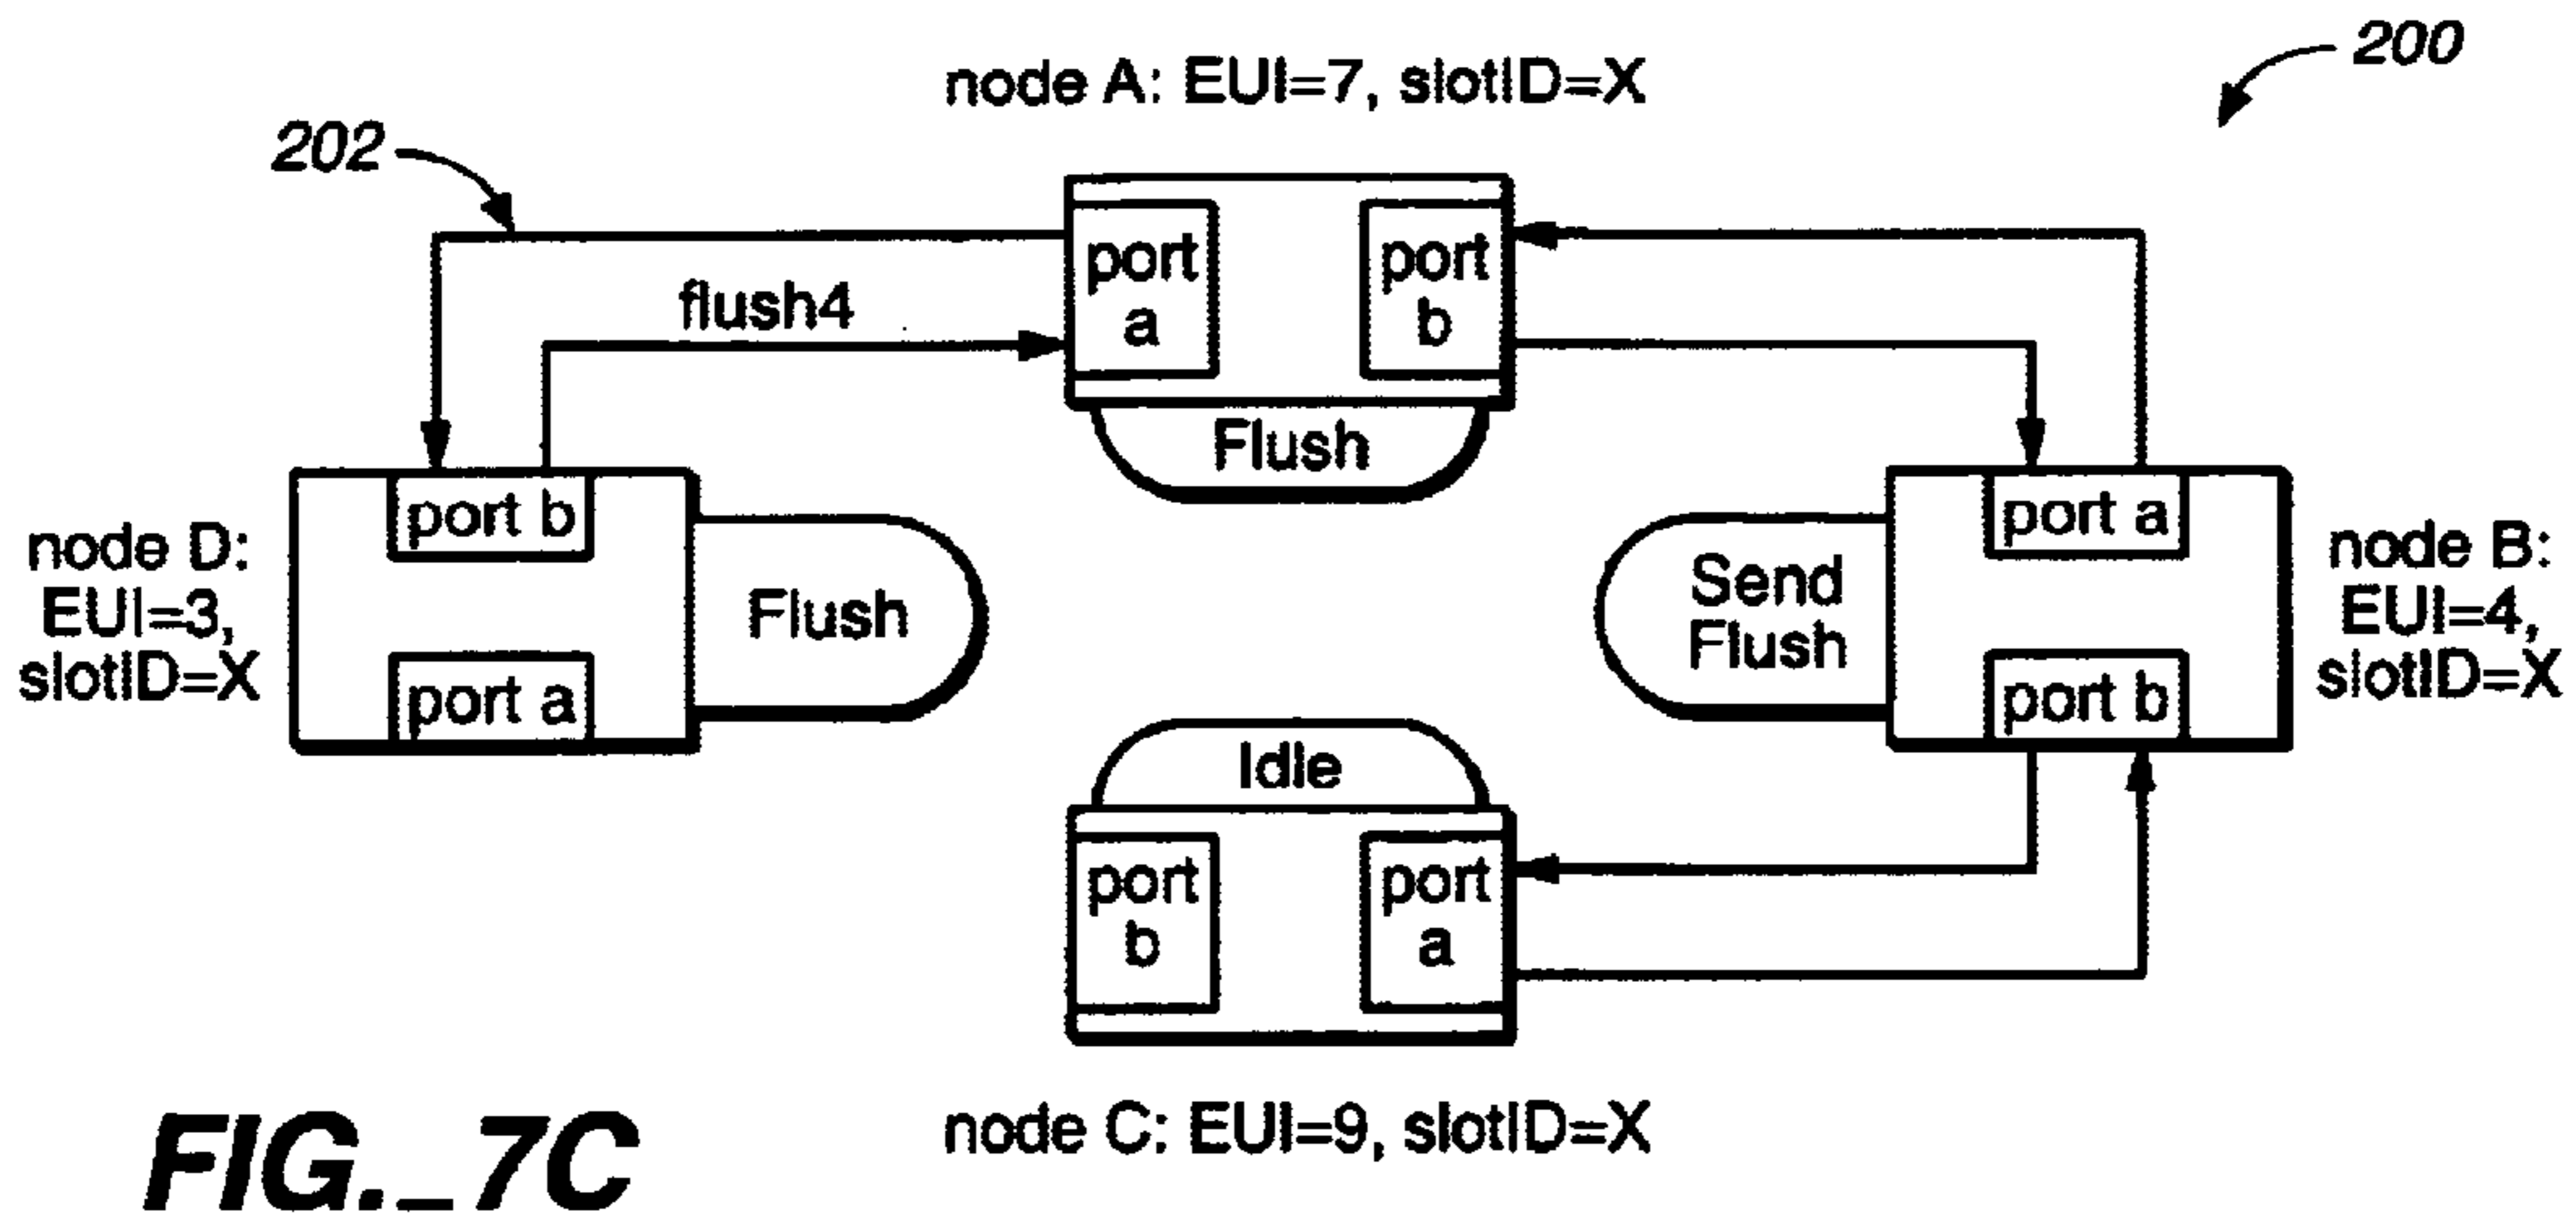 200
node A: EUI=7, slotID=X
202
port
a
port
b
flush4
Flush
port b
port a
node D:
EUI=3,
slotID=X
Flush
Send
Flush
node B:
EUI=4,
slotID=X
port a
port b
Idle
port
b
port
a
node C: EUI=9, slotID=X
FIG._7C